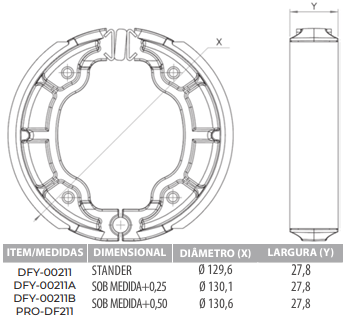 Y
X
ITEM/MEDIDAS DIMENSIONAL DIÂMETRO (X) LARGURA (Y)
DFY-00211 STANDER Ø 129,6 27,8
DFY-00211A SOB MEDIDA+0,25 Ø 130,1 27,8
DFY-00211B SOB MEDIDA+0,50 Ø 130,6 27,8
PRO-DF211